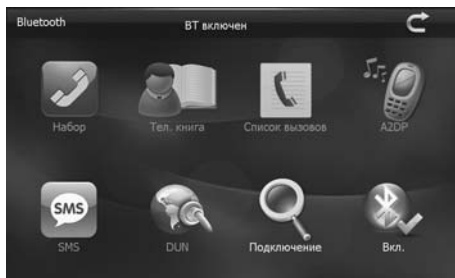 Bluetooth
BT включен
Набор
Тел. книга
Список вызовов
A2DP
SMS
SMS
DUN
Подключение
Вкл.